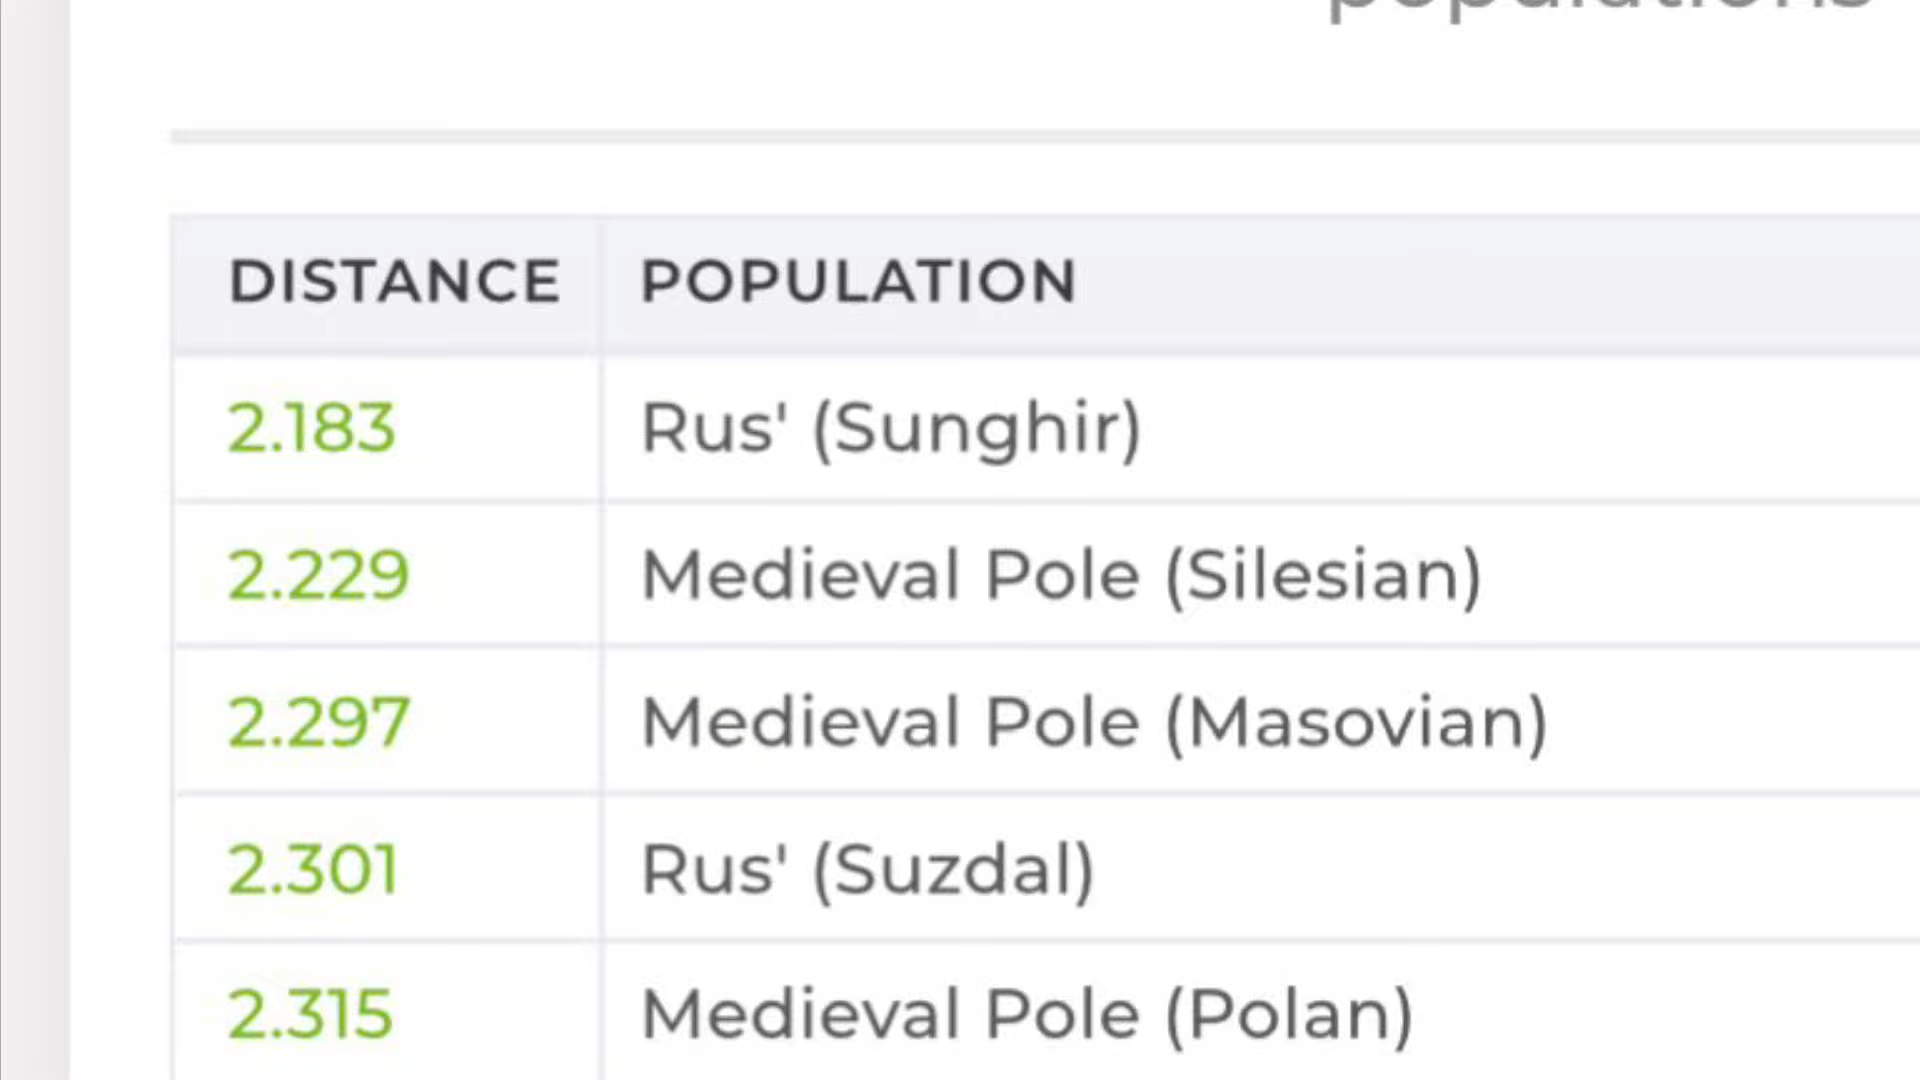 populations
DISTANCE POPULATION
2.183 Rus' (Sunghir)
2.229 Medieval Pole (Silesian)
2.297 Medieval Pole (Masovian)
2.301 Rus' (Suzdal)
2.315 Medieval Pole (Polan)